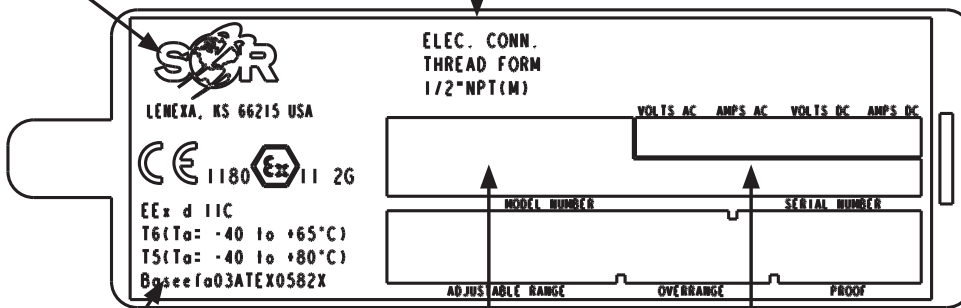 SOR
LENEXA, KS 66215 USA
ELEC. CONN.
THREAD FORM
1/2"NPT(M)
VOLTS AC AMPS AC VOLTS DC AMPS DC
CE 1180 Ex II 2G
MODEL NUMBER SERIAL NUMBER
EEx d IIC
T6(Ta= -40 to +65°C)
T5(Ta= -40 to +80°C)
Baseefa03ATEX0582X
ADJUSTABLE RANGE OVERRANGE PROOF